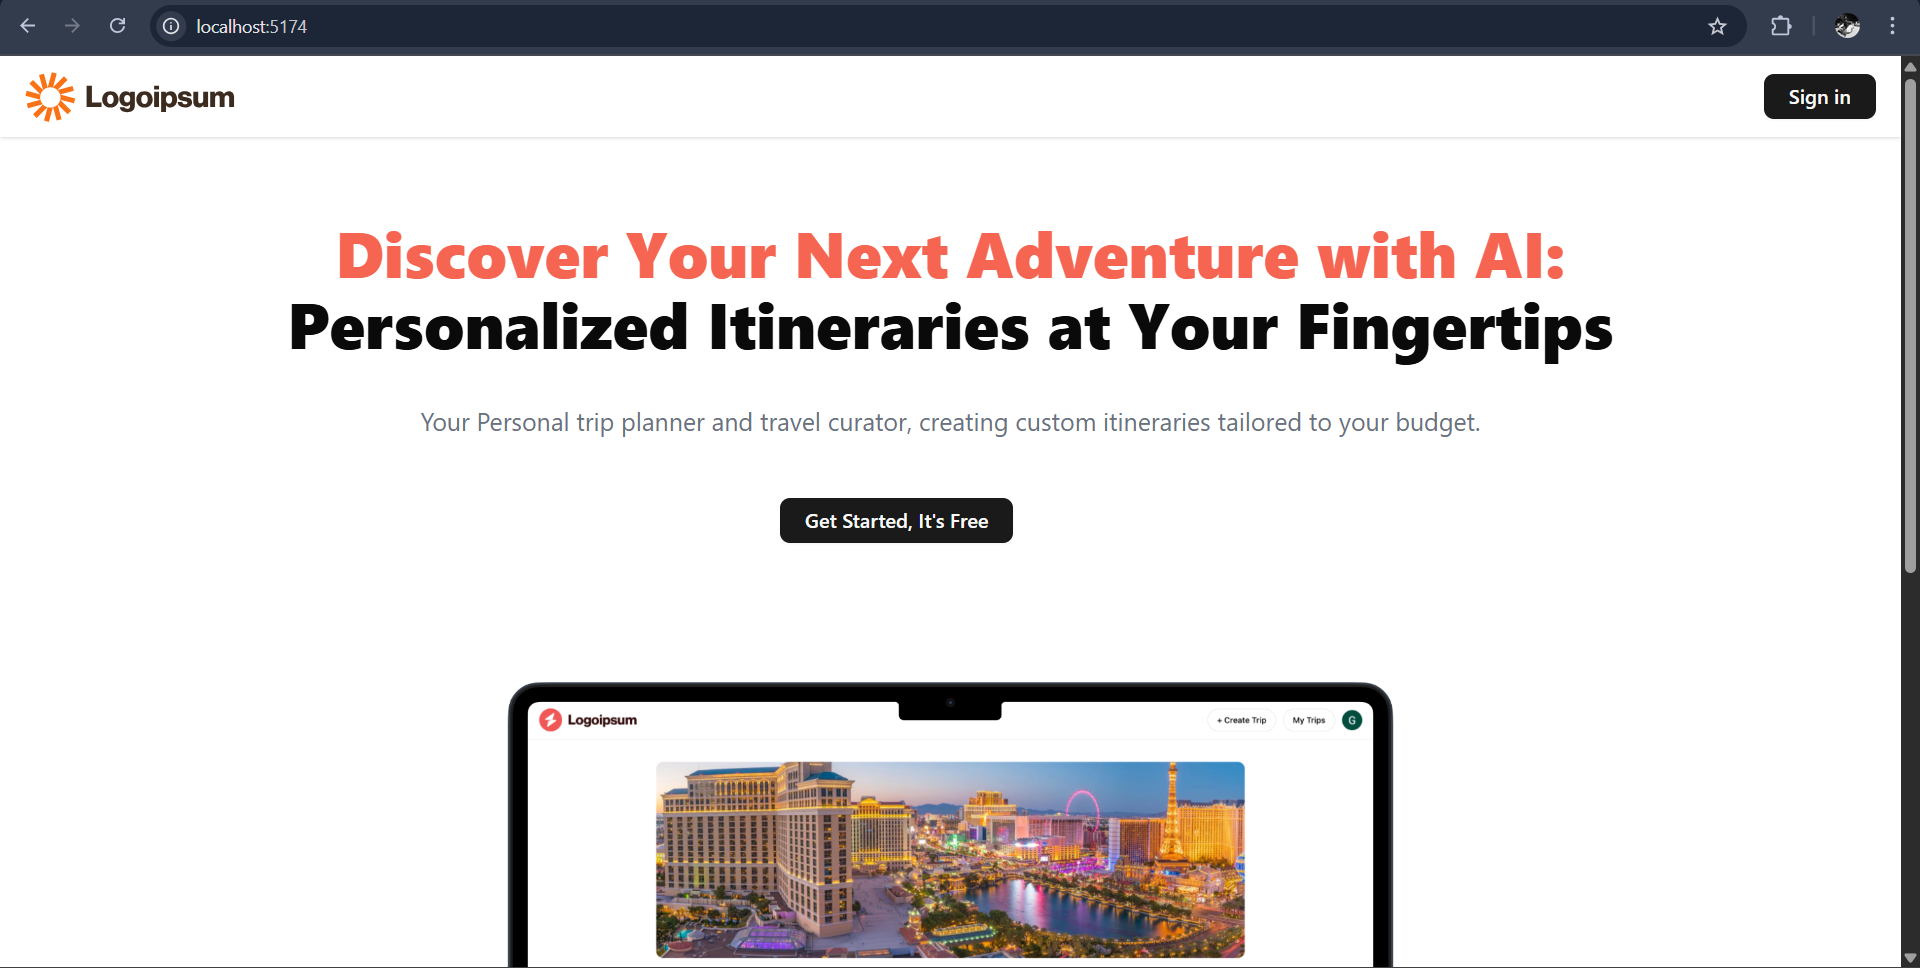 localhost:5174
Logoipsum
Sign in
Discover Your Next Adventure with AI:
Personalized Itineraries at Your Fingertips
Your Personal trip planner and travel curator, creating custom itineraries tailored to your budget.
Get Started, It's Free
Logoipsum
+ Create Trip
My Trips
G